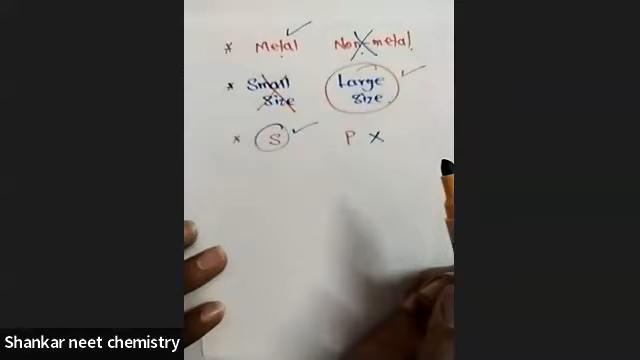 * Metal Non-metal
* Small Large
size size
* S P ×
Shankar neet chemistry